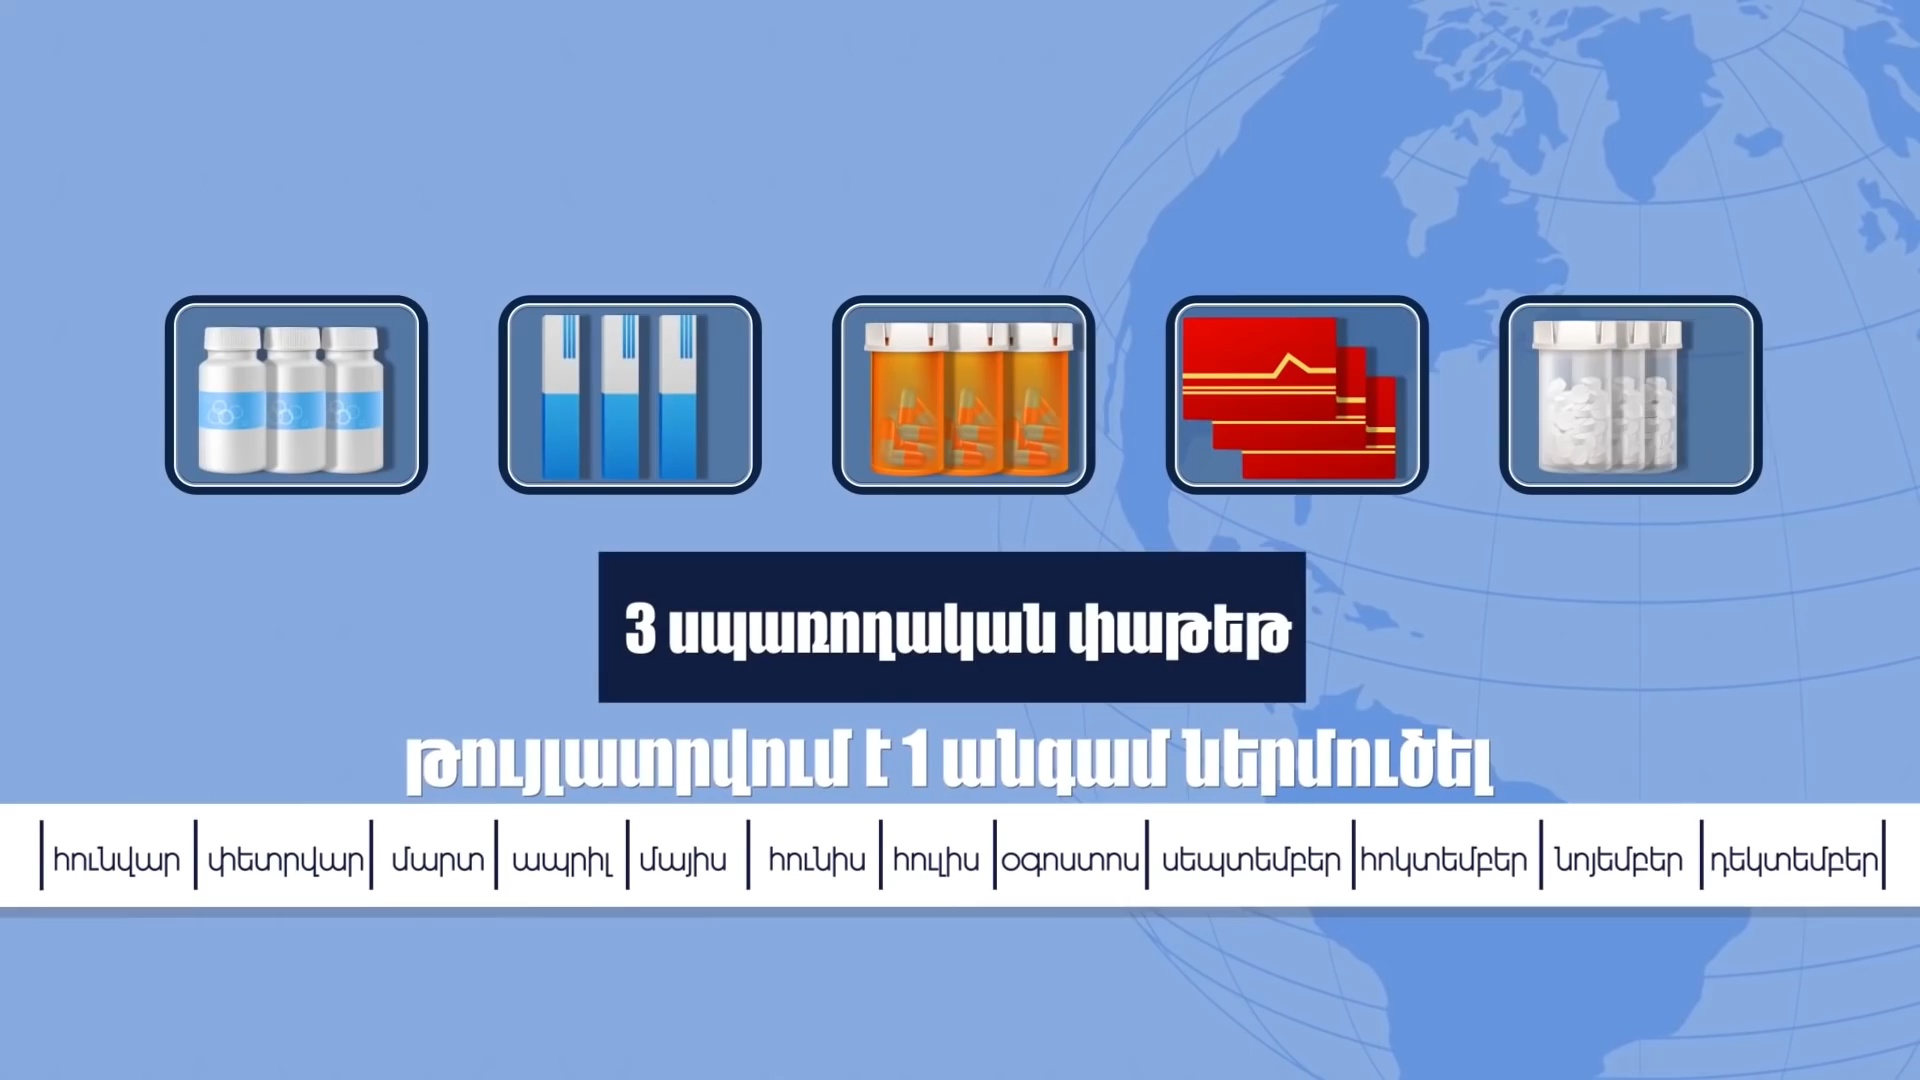 3 սպառողական փաթեթ
թույլատրվում է 1 անգամ ներմուծել
հունվար փետրվար մարտ ապրիլ մայիս հունիս հուլիս օգոստոս սեպտեմբեր հոկտեմբեր նոյեմբեր դեկտեմբեր